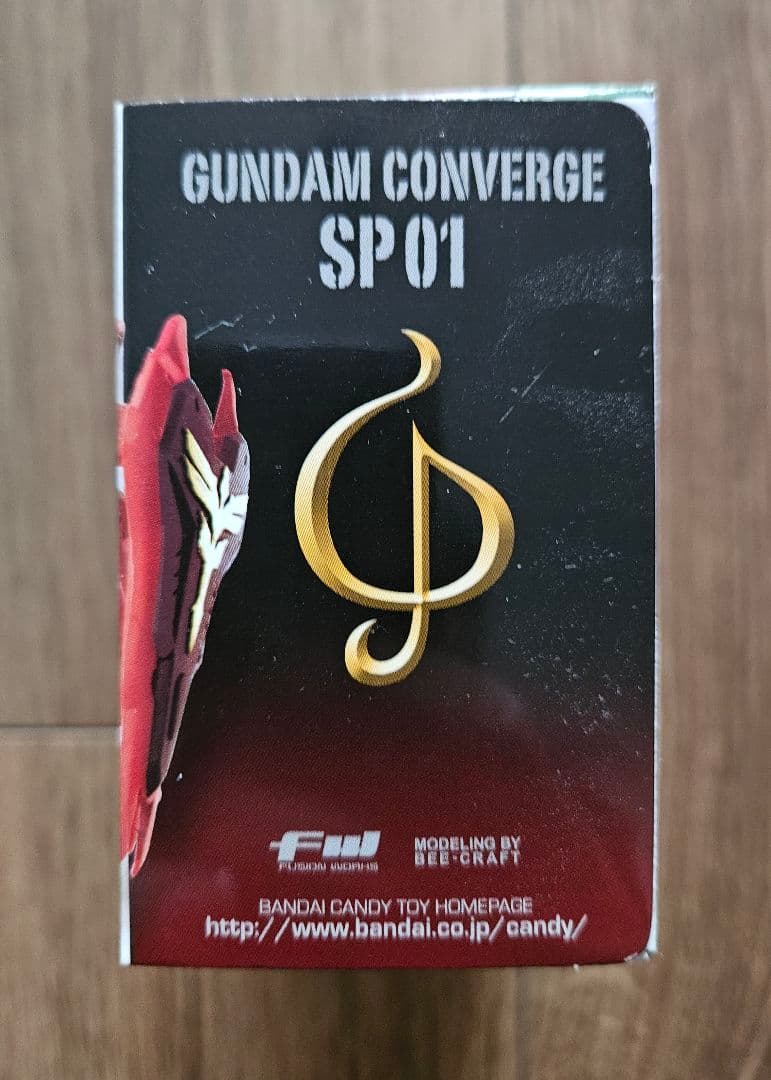 GUNDAM CONVERGE
SP01
FW
FUSION WORKS
MODELING BY
BEE-CRAFT
BANDAI CANDY TOY HOMEPAGE
http://www.bandai.co.jp/candy/